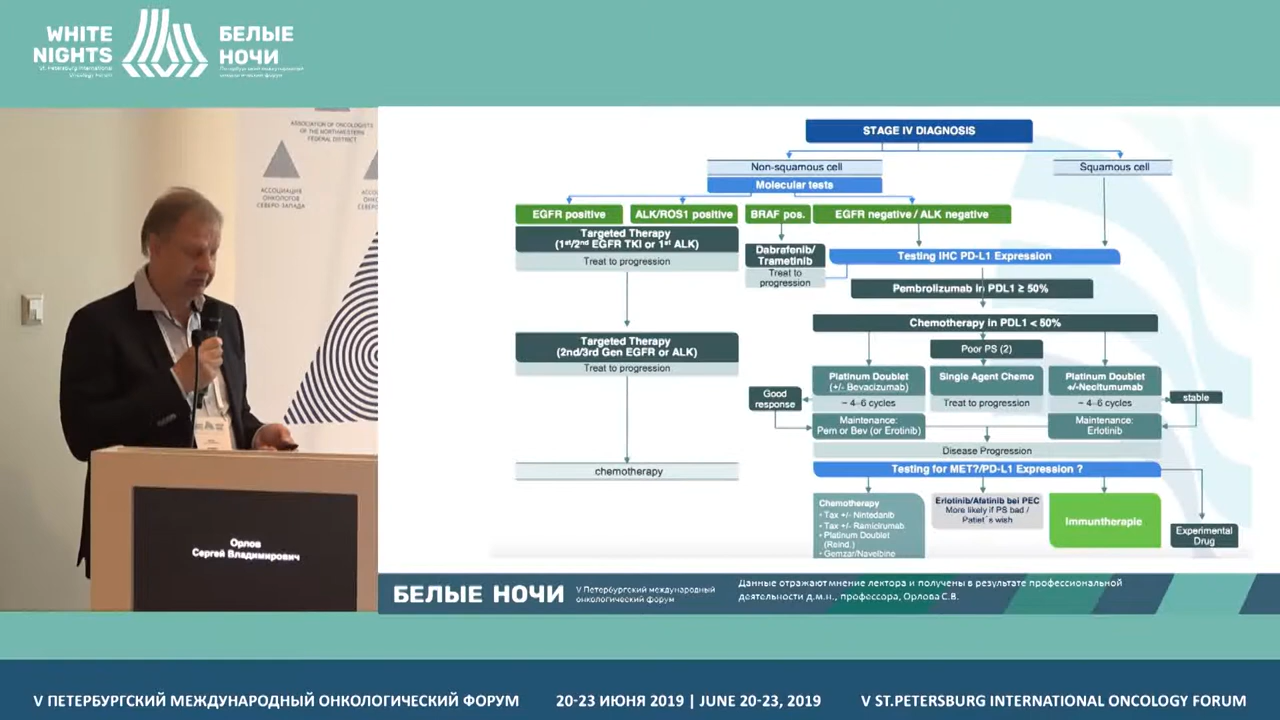 WHITE
NIGHTS
St. Petersburg International
Oncology Forum
БЕЛЫЕ
НОЧИ
Петербургский международный
онкологический форум
ASSOCIATION OF ONCOLOGISTS
OF THE NORTHWESTERN
FEDERAL DISTRICT
АССОЦИАЦИЯ
ОНКОЛОГОВ
СЕВЕРО-ЗАПАДА
Орлов
Сергей Владимирович
STAGE IV DIAGNOSIS
Non-squamous cell
Squamous cell
Molecular tests
EGFR positive
ALK/ROS1 positive
BRAF pos.
EGFR negative / ALK negative
Targeted Therapy
(1st/2nd EGFR TKI or 1st ALK)
Treat to progression
Dabrafenib/
Trametinib
Treat to
progression
Testing IHC PD-L1 Expression
Pembrolizumab in PDL1 ≥ 50%
Chemotherapy in PDL1 < 50%
Targeted Therapy
(2nd/3rd Gen EGFR or ALK)
Treat to progression
Poor PS (2)
Platinum Doublet
(+/- Bevacizumab)
~ 4–6 cycles
Single Agent Chemo
Treat to progression
Platinum Doublet
+/-Necitumumab
~ 4–6 cycles
Good
response
stable
Maintenance:
Pem or Bev (or Erotinib)
Maintenance:
Erlotinib
Disease Progression
chemotherapy
Testing for MET?/PD-L1 Expression ?
Chemotherapy
• Tax +/- Nintedanib
• Tax +/- Ramicirumab
• Platinum Doublet
(Reind.)
• Gemzar/Navelbine
Erlotinib/Afatinib bei PEC
More likely if PS bad /
Patiet´s wish
Immuntherapie
Experimental
Drug
БЕЛЫЕ НОЧИ
V Петербургский международный
онкологический форум
Данные отражают мнение лектора и получены в результате профессиональной
деятельности д.м.н., профессора, Орлова С.В.
V ПЕТЕРБУРГСКИЙ МЕЖДУНАРОДНЫЙ ОНКОЛОГИЧЕСКИЙ ФОРУМ
20-23 ИЮНЯ 2019 | JUNE 20-23, 2019
V ST.PETERSBURG INTERNATIONAL ONCOLOGY FORUM